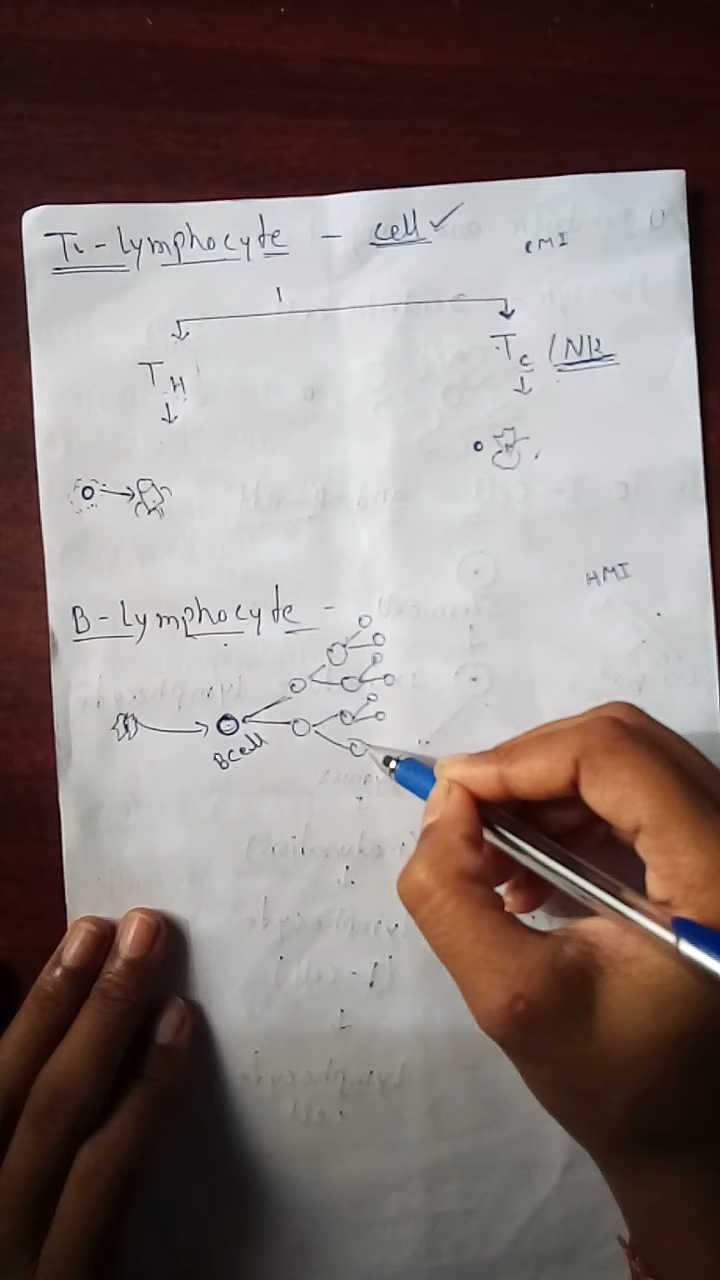 T - Lymphocyte - cell ✓
CMI
T H
T c / NK
HMI
B - Lymphocyte -
B cell